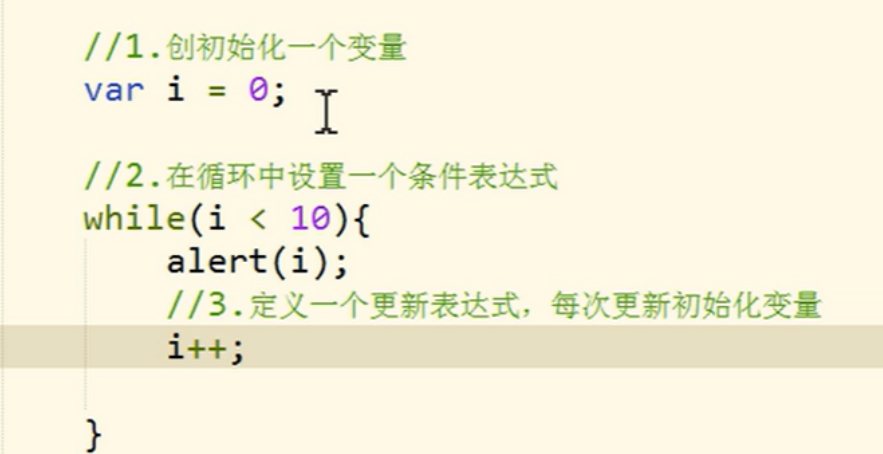 //1.创初始化一个变量
var i = 0;
//2.在循环中设置一个条件表达式
while(i < 10){
alert(i);
//3.定义一个更新表达式，每次更新初始化变量
i++;
}